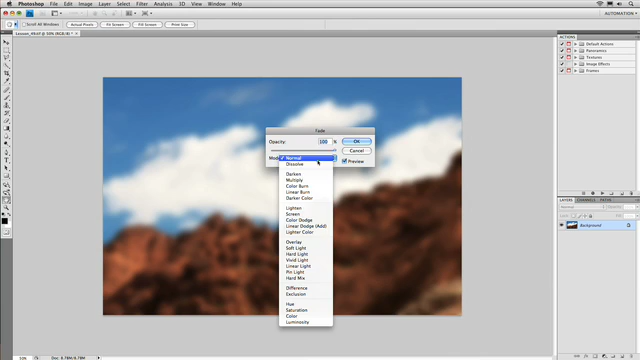 Photoshop File Edit Image Layer Select Filter Analysis 3D View Window Help
AUTOMATION
Scroll All Windows Actual Pixels Fit Screen Fill Screen Print Size
ACTIONS
Default Actions
Textures
Image Effects
Frames
Fade
Opacity: 100 %
OK
Cancel
Preview
Mode
Normal
Dissolve
Darken
Multiply
Color Burn
Linear Burn
Darker Color
Lighten
Screen
Color Dodge
Linear Dodge (Add)
Lighter Color
Overlay
Soft Light
Hard Light
Vivid Light
Linear Light
Pin Light
Hard Mix
Difference
Exclusion
Hue
Saturation
Color
Luminosity
LAYERS CHANNELS PATHS
Normal
Background
50%